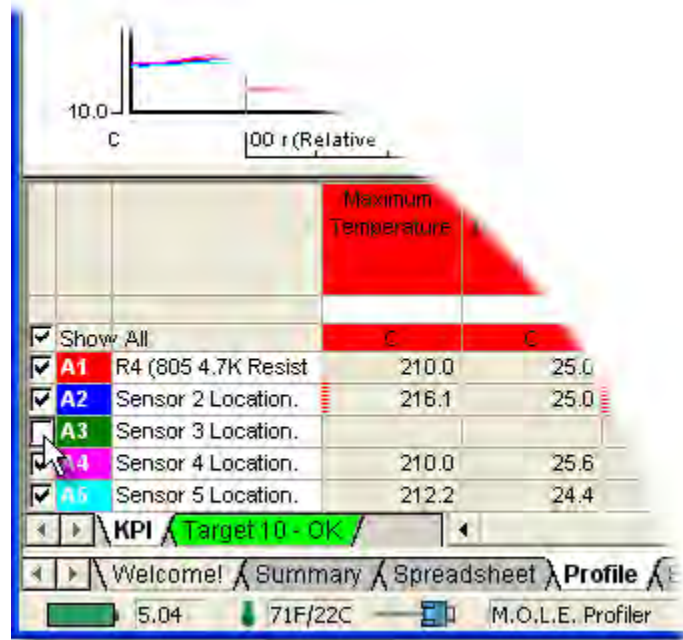 10.0
C
00 r (Relative
Maximum
Temperature
Show All C C
A1 R4 (805 4.7K Resist 210.0 25.0
A2 Sensor 2 Location. 216.1 25.0
A3 Sensor 3 Location.
A4 Sensor 4 Location. 210.0 25.6
A5 Sensor 5 Location. 212.2 24.4
KPI Target 10 - OK
Welcome! Summary Spreadsheet Profile
5.04 71F/22C M.O.L.E. Profiler